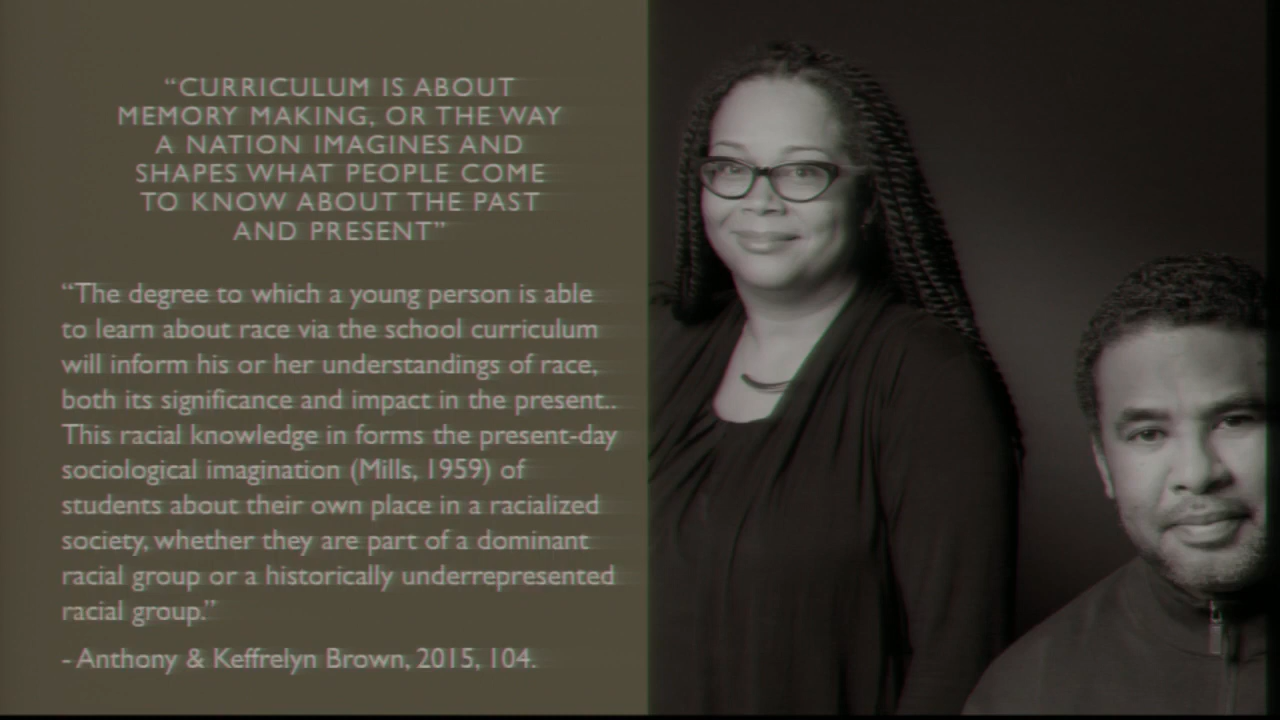 “CURRICULUM IS ABOUT
MEMORY MAKING, OR THE WAY
A NATION IMAGINES AND
SHAPES WHAT PEOPLE COME
TO KNOW ABOUT THE PAST
AND PRESENT”
“The degree to which a young person is able
to learn about race via the school curriculum
will inform his or her understandings of race,
both its significance and impact in the present..
This racial knowledge in forms the present-day
sociological imagination (Mills, 1959) of
students about their own place in a racialized
society, whether they are part of a dominant
racial group or a historically underrepresented
racial group.”
- Anthony & Keffrelyn Brown, 2015, 104.